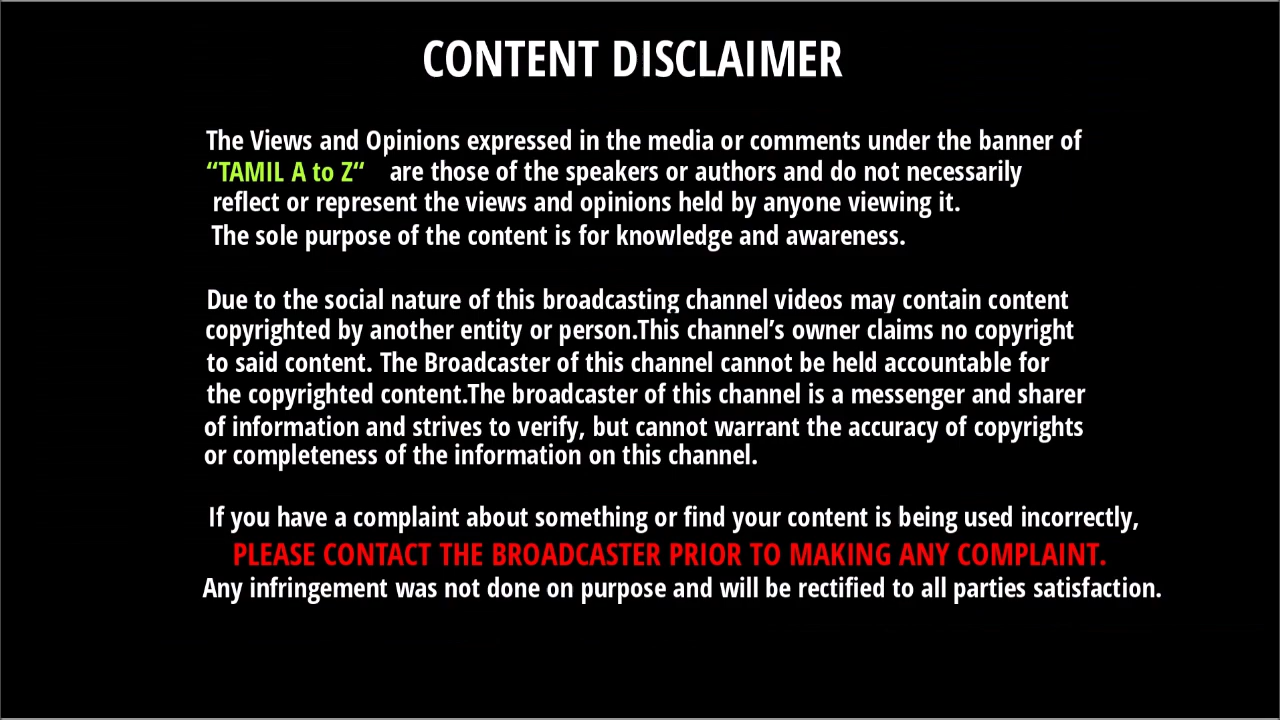 CONTENT DISCLAIMER
The Views and Opinions expressed in the media or comments under the banner of
“TAMIL A to Z“ are those of the speakers or authors and do not necessarily
reflect or represent the views and opinions held by anyone viewing it.
The sole purpose of the content is for knowledge and awareness.
Due to the social nature of this broadcasting channel videos may contain content
copyrighted by another entity or person.This channel’s owner claims no copyright
to said content. The Broadcaster of this channel cannot be held accountable for
the copyrighted content.The broadcaster of this channel is a messenger and sharer
of information and strives to verify, but cannot warrant the accuracy of copyrights
or completeness of the information on this channel.
If you have a complaint about something or find your content is being used incorrectly,
PLEASE CONTACT THE BROADCASTER PRIOR TO MAKING ANY COMPLAINT.
Any infringement was not done on purpose and will be rectified to all parties satisfaction.